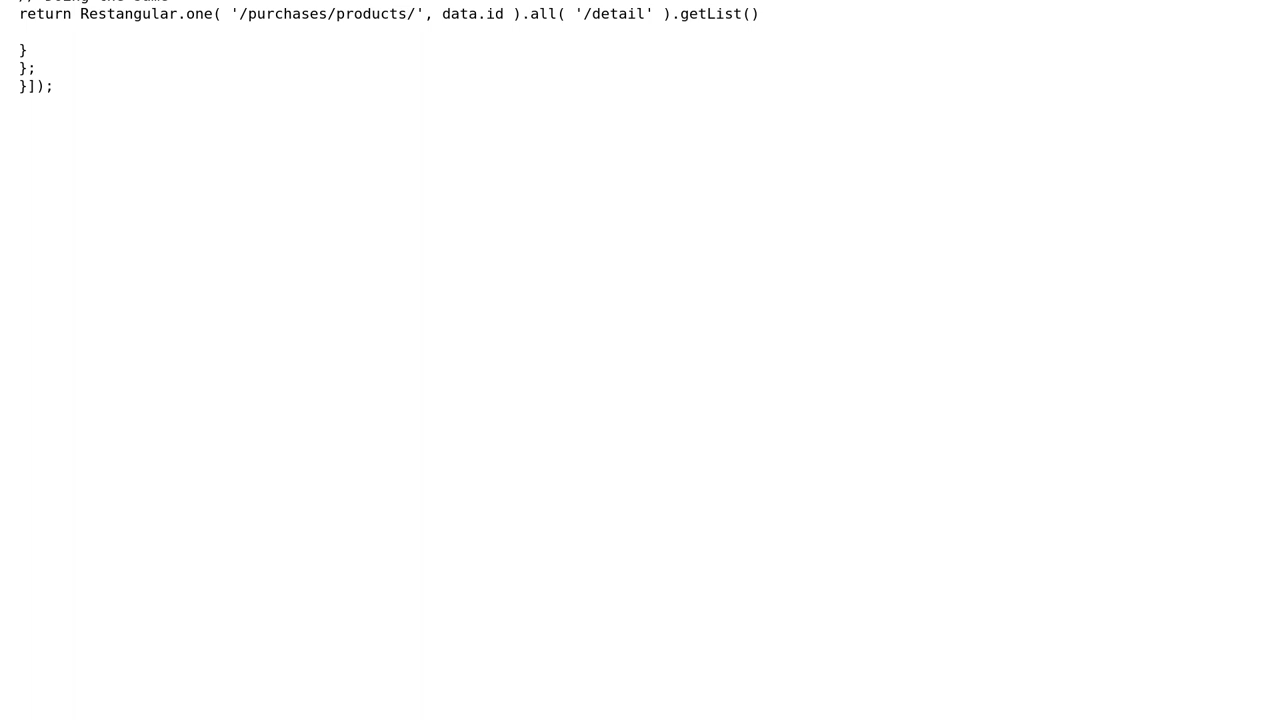 return Restangular.one( '/purchases/products/', data.id ).all( '/detail' ).getList()
}
};
}]);